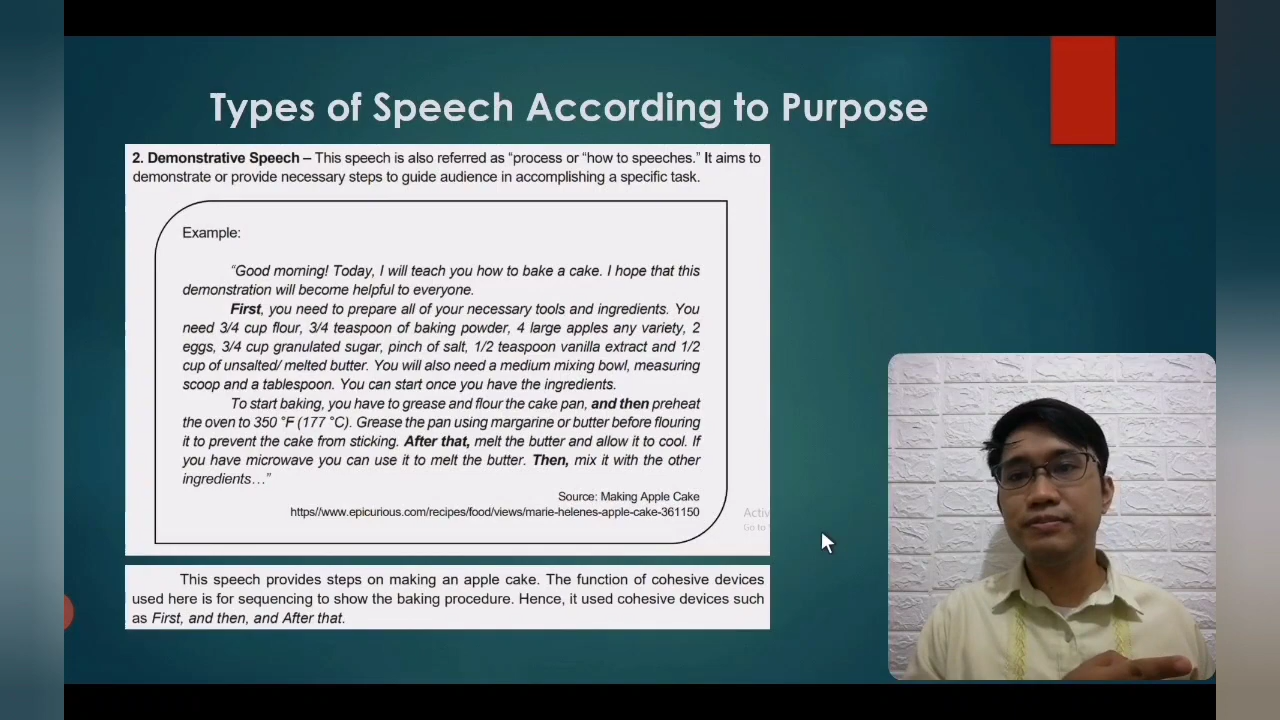 Types of Speech According to Purpose
2. Demonstrative Speech – This speech is also referred as “process or “how to speeches.” It aims to
demonstrate or provide necessary steps to guide audience in accomplishing a specific task.
Example:
“Good morning! Today, I will teach you how to bake a cake. I hope that this
demonstration will become helpful to everyone.
First, you need to prepare all of your necessary tools and ingredients. You
need 3/4 cup flour, 3/4 teaspoon of baking powder, 4 large apples any variety, 2
eggs, 3/4 cup granulated sugar, pinch of salt, 1/2 teaspoon vanilla extract and 1/2
cup of unsalted/ melted butter. You will also need a medium mixing bowl, measuring
scoop and a tablespoon. You can start once you have the ingredients.
To start baking, you have to grease and flour the cake pan, and then preheat
the oven to 350 °F (177 °C). Grease the pan using margarine or butter before flouring
it to prevent the cake from sticking. After that, melt the butter and allow it to cool. If
you have microwave you can use it to melt the butter. Then, mix it with the other
ingredients…”
Source: Making Apple Cake
https//www.epicurious.com/recipes/food/views/marie-helenes-apple-cake-361150
Activ
Go to
This speech provides steps on making an apple cake. The function of cohesive devices
used here is for sequencing to show the baking procedure. Hence, it used cohesive devices such
as First, and then, and After that.